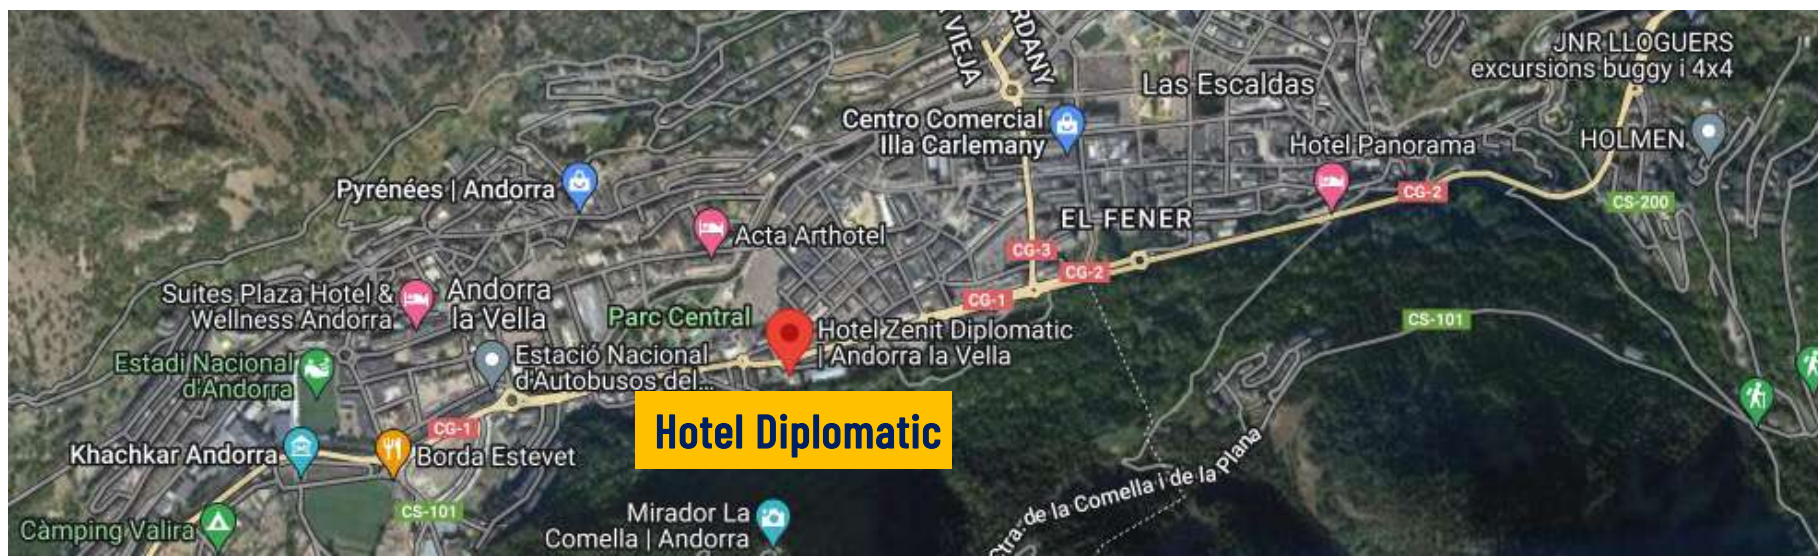 VIEJA
RDANY
JNR LLOGUERS
excursions buggy i 4x4
Las Escaldas
Centro Comercial
Illa Carlemany
HOLMEN
Hotel Panorama
Pyrénées | Andorra
CG-2
CS-200
EL FENER
Acta Arthotel
CG-3
CG-2
Suites Plaza Hotel &
Wellness Andorra
Andorra
la Vella
CG-1
Parc Central
Hotel Zenit Diplomatic
| Andorra la Vella
CS-101
Estadi Nacional
d'Andorra
Estació Nacional
d'Autobusos del...
Hotel Diplomatic
CG-1
Khachkar Andorra
Borda Estevet
Ctra. de la Comella i de la Plana
CS-101
Mirador La
Comella | Andorra
Càmping Valira